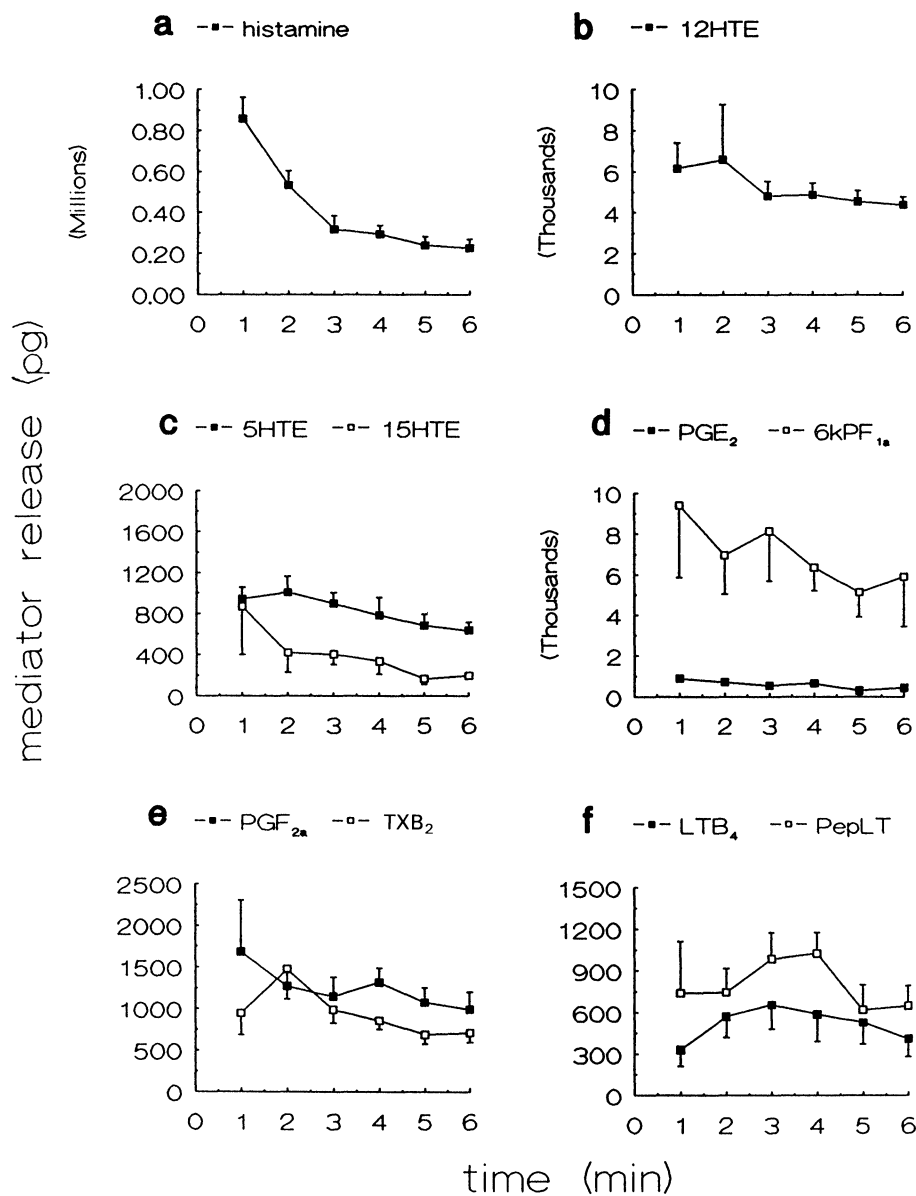 a -■- histamine
b -■- 12HTE
1.00
0.80
0.60
0.40
0.20
0.00
(Millions)
0 1 2 3 4 5 6
10
8
6
4
2
0
(Thousands)
0 1 2 3 4 5 6
mediator release (pg)
c -■- 5HTE -□- 15HTE
d -■- PGE₂ -□- 6kPF₁ₐ
2000
1600
1200
800
400
0
0 1 2 3 4 5 6
10
8
6
4
2
0
(Thousands)
0 1 2 3 4 5 6
e -■- PGF₂ₐ -□- TXB₂
f -■- LTB₄ -□- PepLT
2500
2000
1500
1000
500
0
0 1 2 3 4 5 6
1500
1200
900
600
300
0
0 1 2 3 4 5 6
time (min)